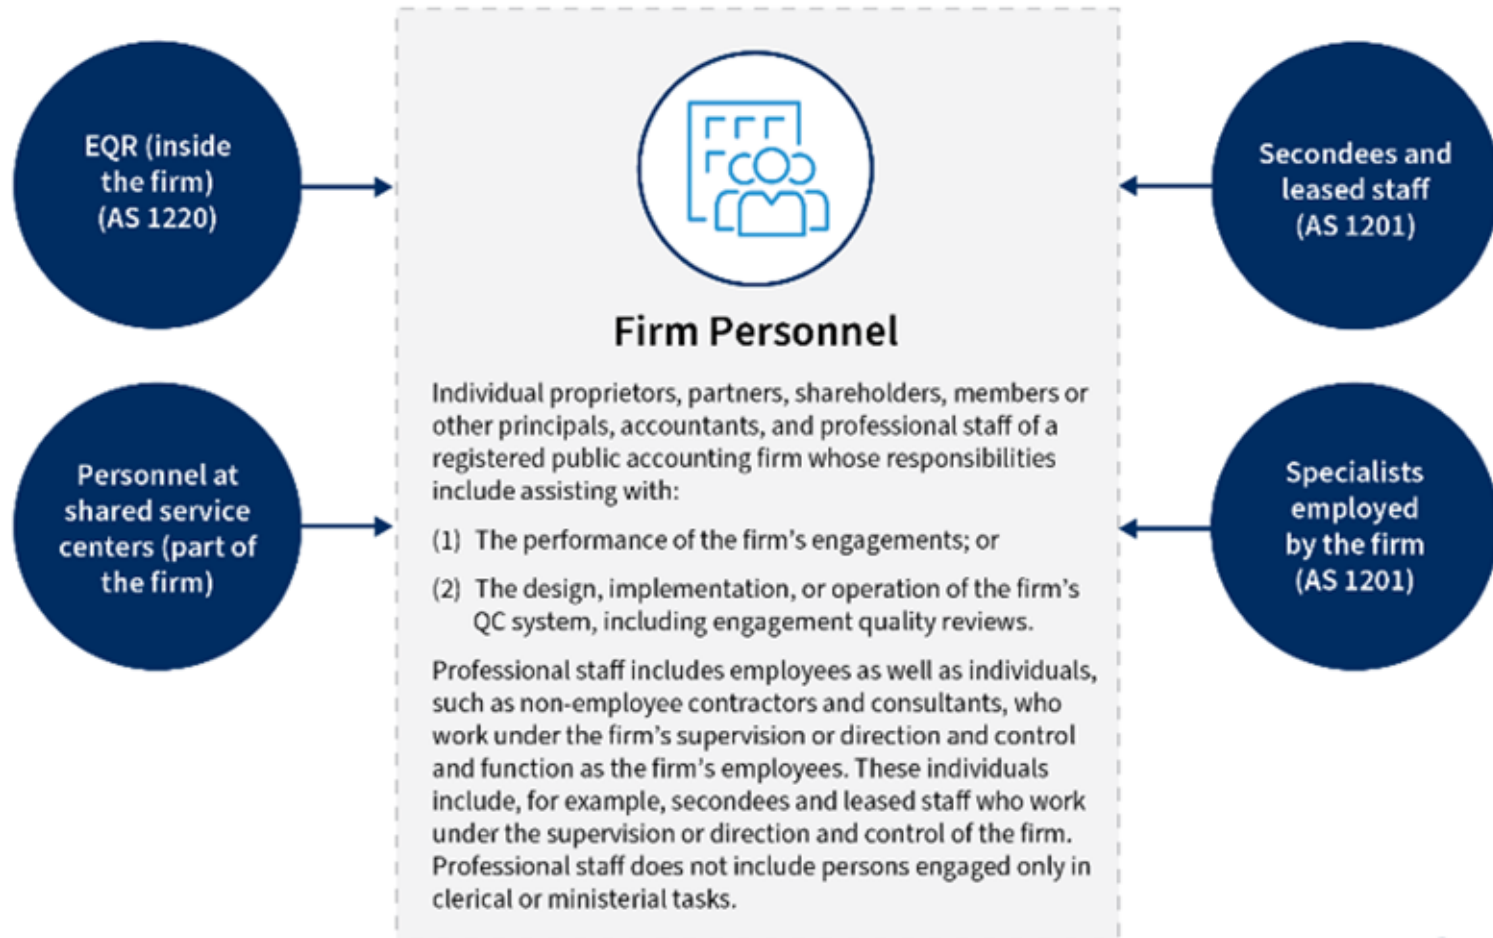 EQR (inside
the firm)
(AS 1220)
Personnel at
shared service
centers (part of
the firm)
Firm Personnel
Individual proprietors, partners, shareholders, members or
other principals, accountants, and professional staff of a
registered public accounting firm whose responsibilities
include assisting with:
(1) The performance of the firm's engagements; or
(2) The design, implementation, or operation of the firm's
QC system, including engagement quality reviews.
Professional staff includes employees as well as individuals,
such as non-employee contractors and consultants, who
work under the firm's supervision or direction and control
and function as the firm's employees. These individuals
include, for example, secondees and leased staff who work
under the supervision or direction and control of the firm.
Professional staff does not include persons engaged only in
clerical or ministerial tasks.
Secondees and
leased staff
(AS 1201)
Specialists
employed
by the firm
(AS 1201)